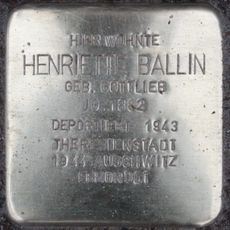 HIER WOHNTE
HENRIETTE BALLIN
GEB. GOTTLIEB
JG. 1862
DEPORTIERT 1943
THERESIENSTADT
1944 AUSCHWITZ
ERMORDET